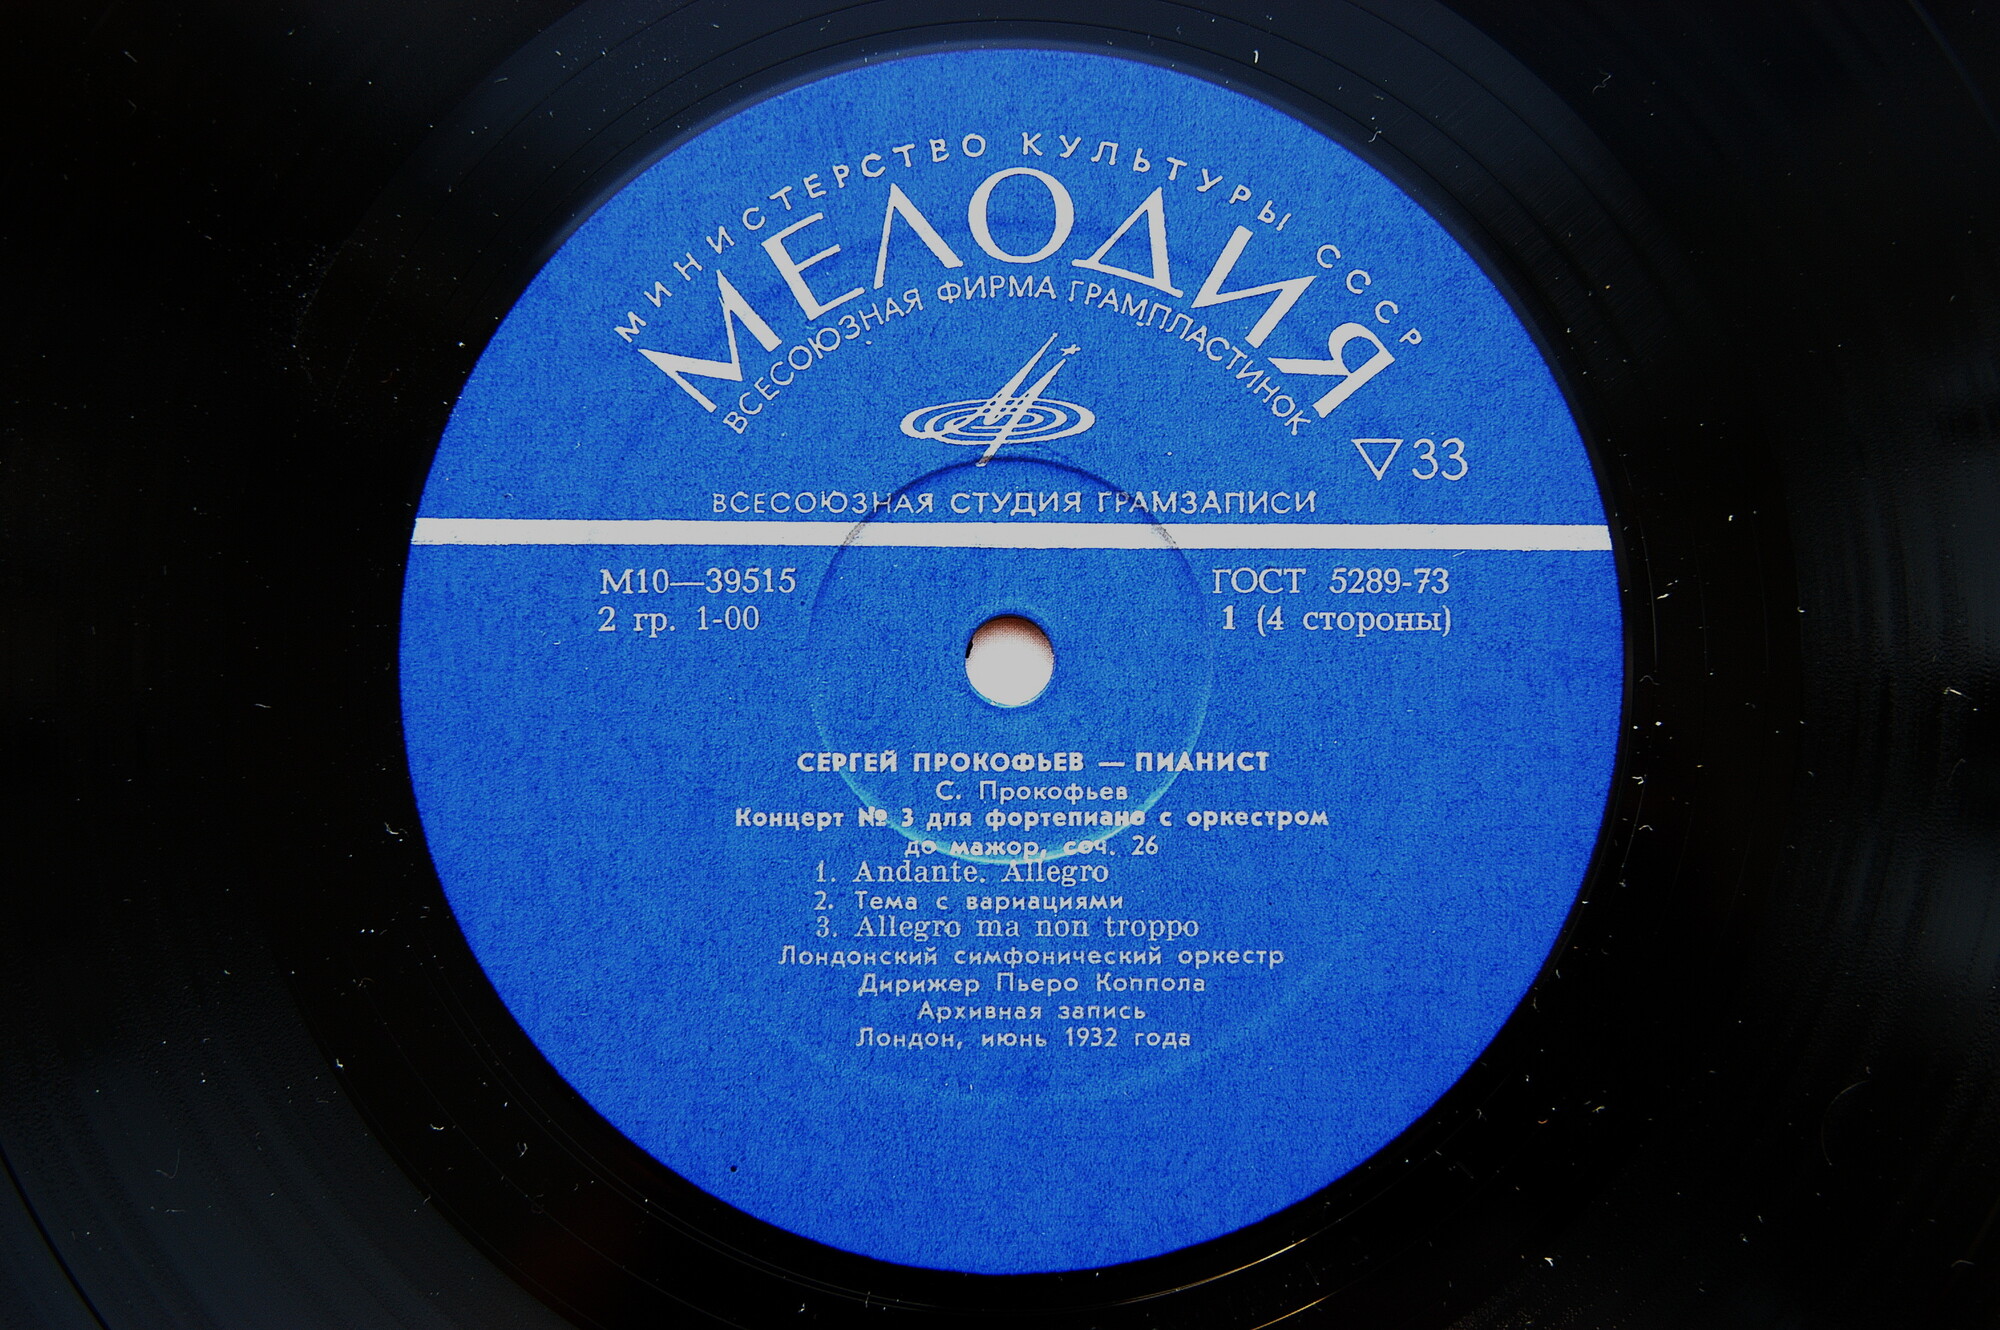 МИНИСТЕРСТВО КУЛЬТУРЫ СССР
МЕЛОДИЯ
ВСЕСОЮЗНАЯ ФИРМА ГРАМПЛАСТИНОК
▽33
ВСЕСОЮЗНАЯ СТУДИЯ ГРАМЗАПИСИ
М10—39515
ГОСТ 5289-73
2 гр. 1-00
1 (4 стороны)
СЕРГЕЙ ПРОКОФЬЕВ — ПИАНИСТ
С. Прокофьев
Концерт № 3 для фортепиано с оркестром
до мажор, соч. 26
1. Andante. Allegro
2. Тема с вариациями
3. Allegro ma non troppo
Лондонский симфонический оркестр
Дирижер Пьеро Коппола
Архивная запись
Лондон, июнь 1932 года